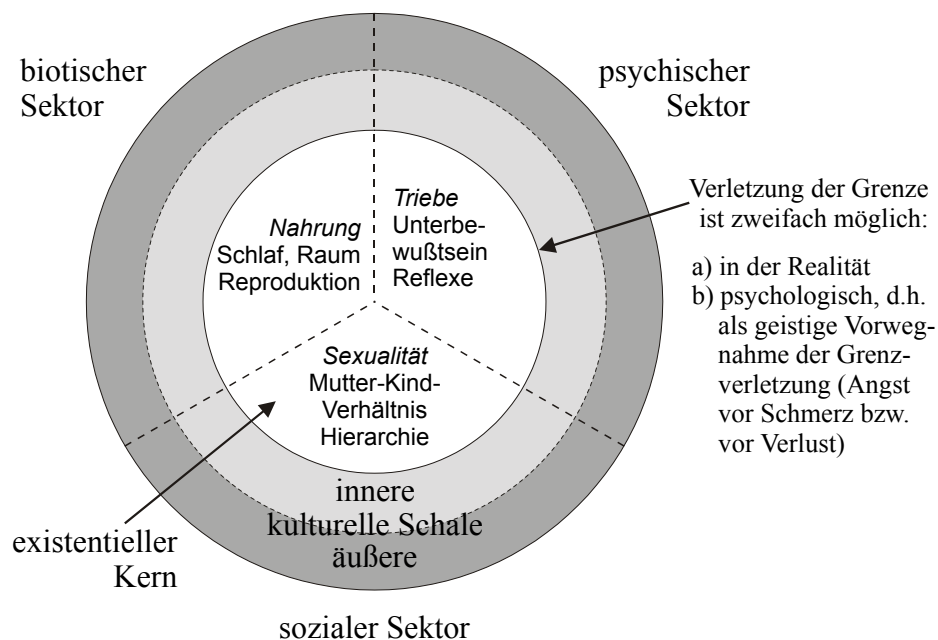 biotischer
Sektor
psychischer
Sektor
Verletzung der Grenze
ist zweifach möglich:
a) in der Realität
b) psychologisch, d.h.
als geistige Vorweg-
nahme der Grenz-
verletzung (Angst
vor Schmerz bzw.
vor Verlust)
Nahrung
Schlaf, Raum
Reproduktion
Triebe
Unterbe-
wußtsein
Reflexe
Sexualität
Mutter-Kind-
Verhältnis
Hierarchie
innere
kulturelle Schale
äußere
existentieller
Kern
sozialer Sektor